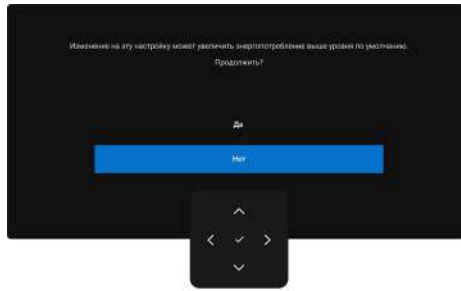 Изменение на эту настройку может увеличить энергопотребление выше уровня по умолчанию.
Продолжить?
Да
Нет